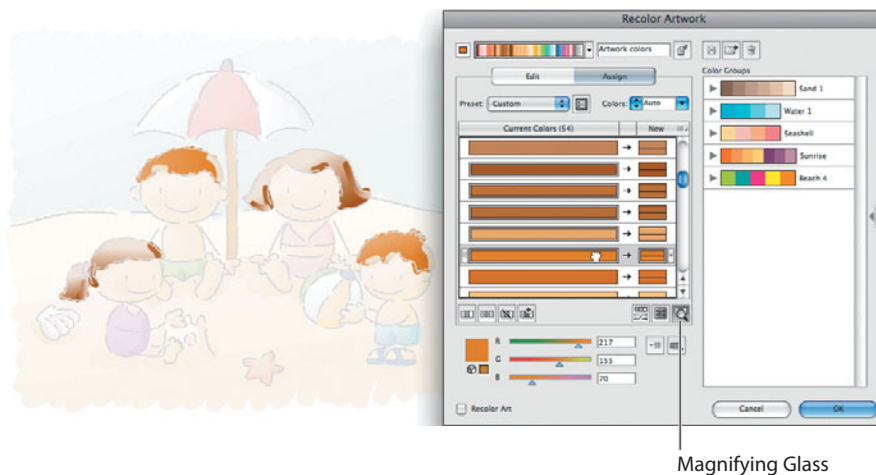 Recolor Artwork
Artwork colors
Edit Assign
Color Groups
Preset: Custom Colors: Auto
Current Colors (54) New
Sand 1
Water 1
Seashell
Sunrise
Beach 4
R 217
G 135
B 70
Recolor Art
Cancel OK
Magnifying Glass